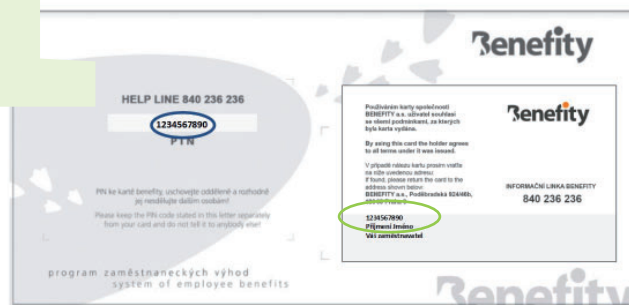 Benefity
HELP LINE 840 236 236
1234567890
PIN
PIN ke kartě benefity, uschovejte odděleně a rozhodně
jej nesdělujte dalším osobám!
Please keep the PIN code stated in this letter separately
from your card and do not tell it to anybody else!
program zaměstnaneckých výhod
system of employee benefits
Používáním karty společnosti
BENEFITY a.s. uživatel souhlasí
se všemi podmínkami, za kterých
byla karta vydána.
By using this card the holder agrees
to all terms under it was issued.
V případě nálezu kartu prosím vraťte
na níže uvedenou adresu:
If found, please return the card to the
address shown below:
BENEFITY a.s., Poděbradská 924/46b,
Praha 9
1234567890
Příjmení Jméno
Váš zaměstnavatel
Benefity
INFORMAČNÍ LINKA BENEFITY
840 236 236
Benefity